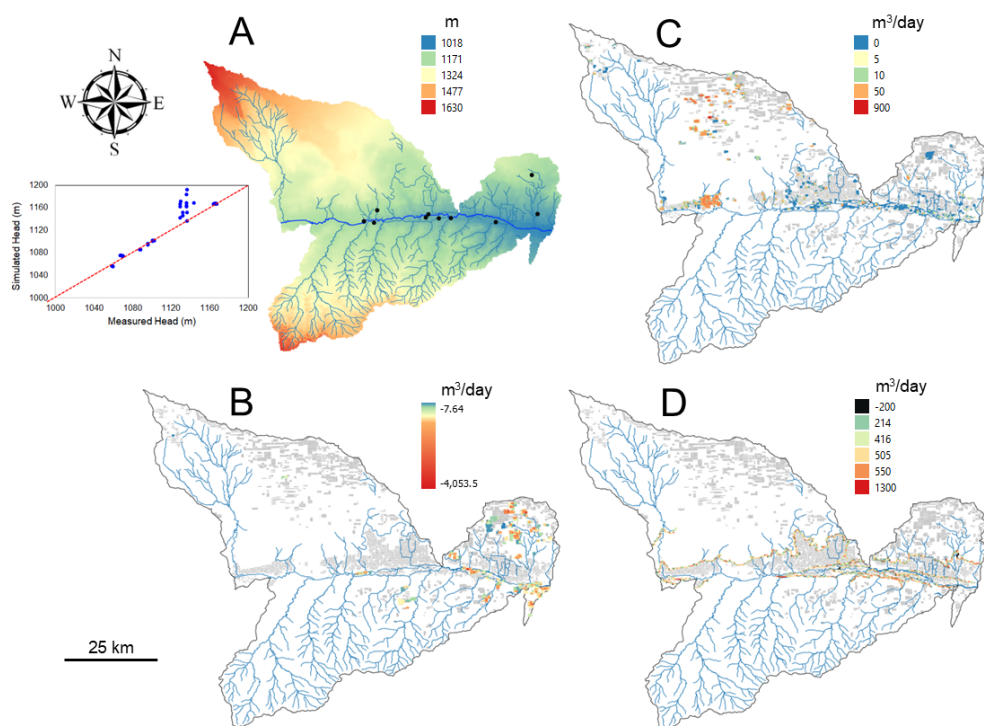 A
m
1018
1171
1324
1477
1630
N
W E
S
1200
1160
1120
1080
1040
1000
Simulated Head (m)
1000 1040 1080 1120 1160 1200
Measured Head (m)
C
m³/day
0
5
10
50
900
B
m³/day
-7.64
-4,053.5
25 km
D
m³/day
-200
214
416
505
550
1300